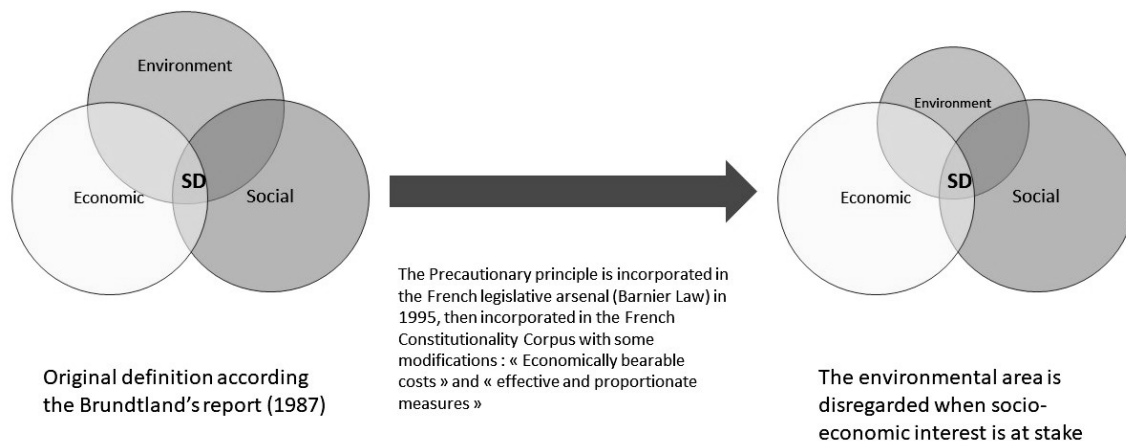 Environment
SD
Economic
Social
The Precautionary principle is incorporated in
the French legislative arsenal (Barnier Law) in
1995, then incorporated in the French
Constitutionality Corpus with some
modifications : « Economically bearable
costs » and « effective and proportionate
measures »
Original definition according
the Brundtland's report (1987)
Environment
SD
Economic
Social
The environmental area is
disregarded when socio-
economic interest is at stake